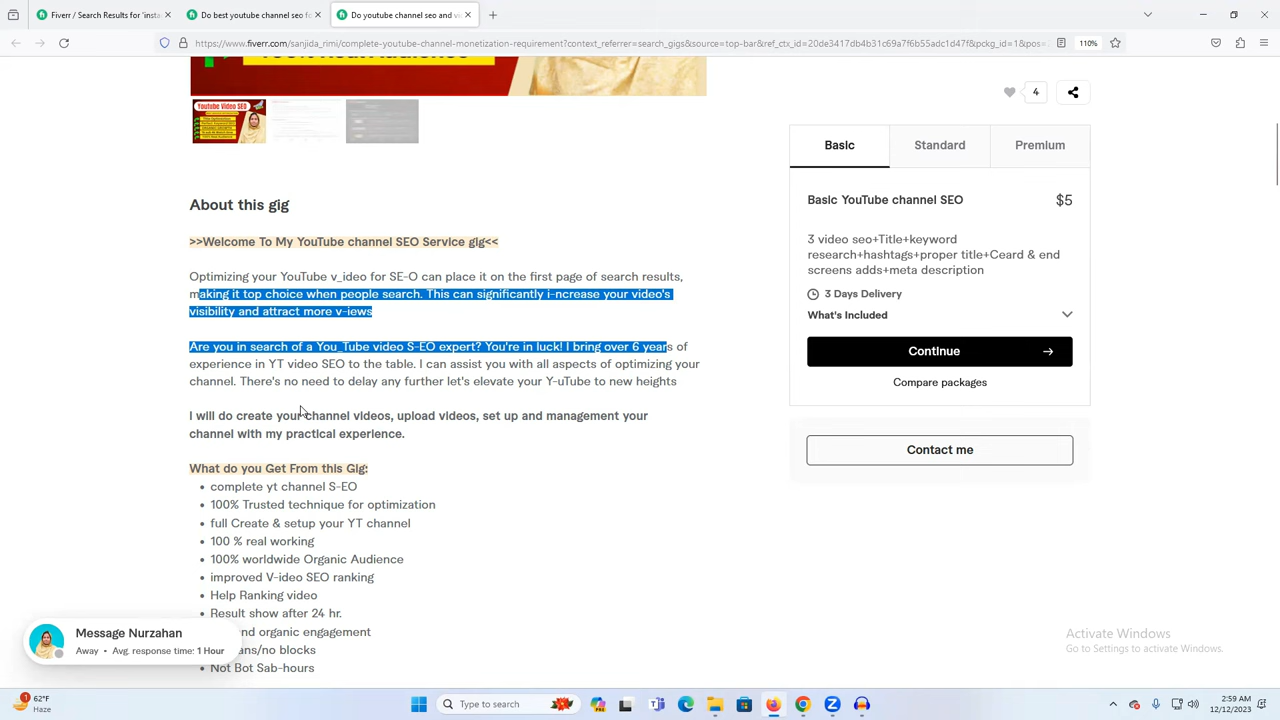 Fiverr / Search Results for 'inst
Do best youtube channel seo f
Do youtube channel seo and vi
https://www.fiverr.com/sanjida_rimi/complete-youtube-channel-monetization-requirement?context_referrer=search_gigs&source=top-bar&ref_ctx_id=20de3417db4b31c69a7f6b55adc1d47f&pckg_id=1&pos=
110%
100% Real Audience
4
Youtube Video SEO
Basic
Standard
Premium
Basic YouTube channel SEO
$5
3 video seo+Title+keyword
research+hashtags+proper title+Ceard & end
screens adds+meta description
3 Days Delivery
What's Included
Continue
Compare packages
Contact me
About this gig
>>Welcome To My YouTube channel SEO Service gig<<
Optimizing your YouTube v_ideo for SE-O can place it on the first page of search results,
making it top choice when people search. This can significantly i-ncrease your video's
visibility and attract more v-iews
Are you in search of a You_Tube video S-EO expert? You're in luck! I bring over 6 years of
experience in YT video SEO to the table. I can assist you with all aspects of optimizing your
channel. There's no need to delay any further let's elevate your Y-uTube to new heights
I will do create your channel videos, upload videos, set up and management your
channel with my practical experience.
What do you Get From this Gig:
complete yt channel S-EO
100% Trusted technique for optimization
full Create & setup your YT channel
100 % real working
100% worldwide Organic Audience
improved V-ideo SEO ranking
Help Ranking video
Result show after 24 hr.
nd organic engagement
ans/no blocks
Not Bot Sab-hours
Message Nurzahan
Away • Avg. response time: 1 Hour
Activate Windows
Go to Settings to activate Windows.
1
62°F
Haze
Type to search
2:59 AM
12/12/2023